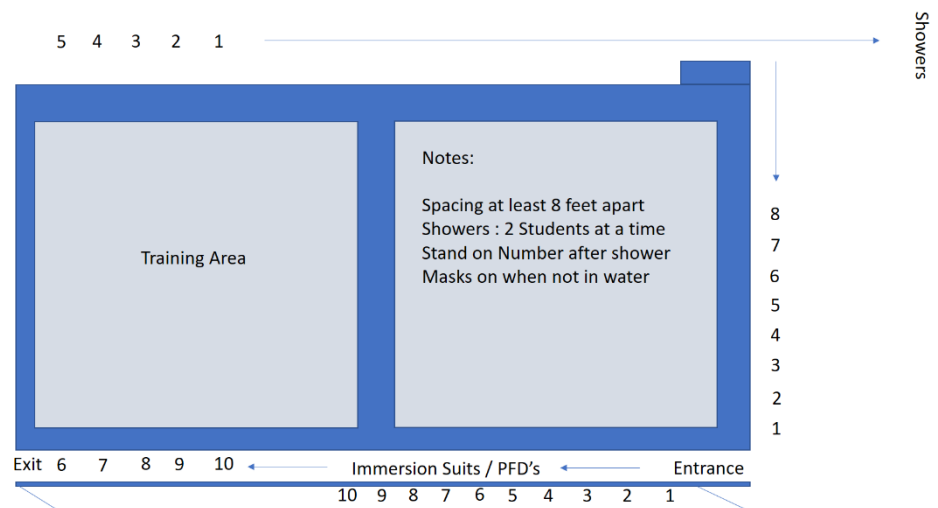 5 4 3 2 1
Showers
Notes:
Spacing at least 8 feet apart
Showers : 2 Students at a time
Stand on Number after shower
Masks on when not in water
Training Area
8
7
6
5
4
3
2
1
Exit 6 7 8 9 10 Immersion Suits / PFD's Entrance
10 9 8 7 6 5 4 3 2 1